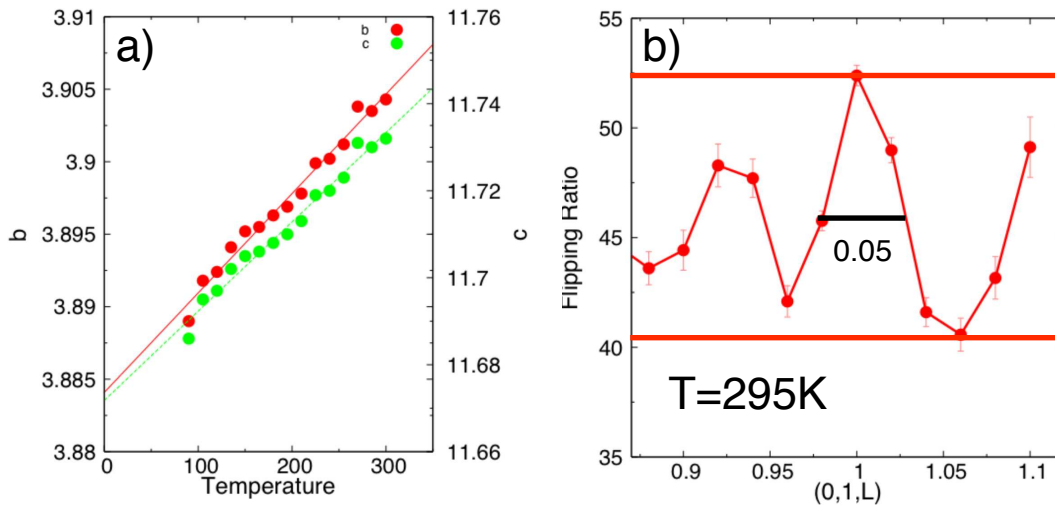 a)
b
c
3.91
3.905
3.9
3.895
3.89
3.885
3.88
b
11.76
11.74
11.72
11.7
11.68
11.66
c
0
100
200
300
Temperature
b)
55
50
45
40
35
Flipping Ratio
0.05
T=295K
0.9
0.95
1
1.05
1.1
(0,1,L)